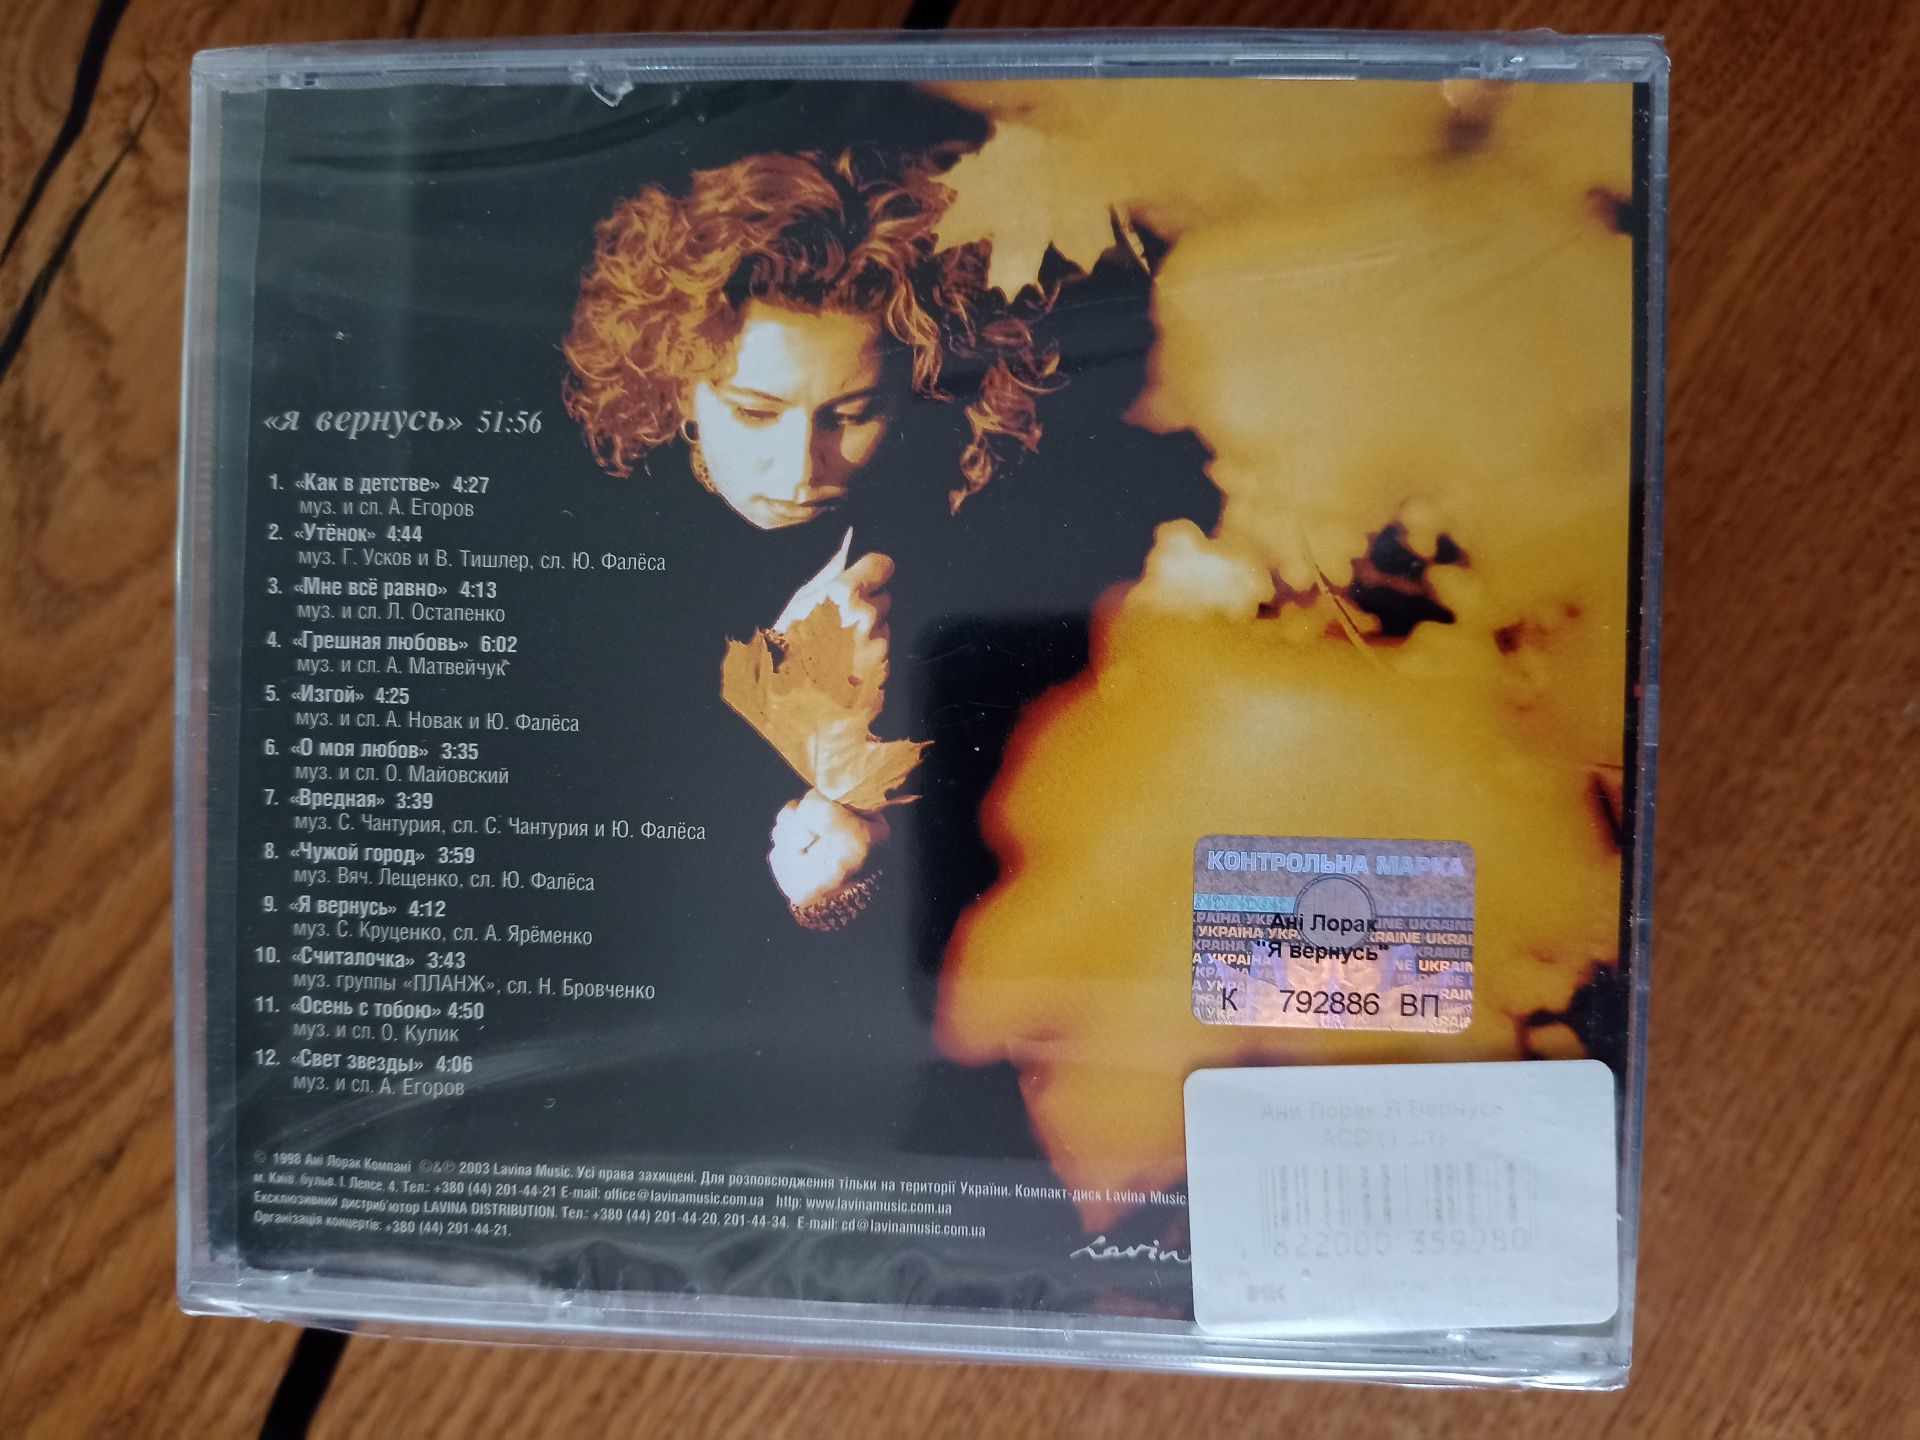 «я вернусь» 51:56
1. «Как в детстве» 4:27
муз. и сл. А. Егоров
2. «Утёнок» 4:44
муз. Г. Усков и В. Тишлер, сл. Ю. Фалёса
3. «Мне всё равно» 4:13
муз. и сл. Л. Остапенко
4. «Грешная любовь» 6:02
муз. и сл. А. Матвейчук
5. «Изгой» 4:25
муз. и сл. А. Новак и Ю. Фалёса
6. «О моя любов» 3:35
муз. и сл. О. Майовский
7. «Вредная» 3:39
муз. С. Чантурия, сл. С. Чантурия и Ю. Фалёса
8. «Чужой город» 3:59
муз. Вяч. Лещенко, сл. Ю. Фалёса
9. «Я вернусь» 4:12
муз. С. Круценко, сл. А. Ярёменко
10. «Считалочка» 3:43
муз. группы «ПЛАНЖ», сл. Н. Бровченко
11. «Осень с тобою» 4:50
муз. и сл. О. Кулик
12. «Свет звезды» 4:06
муз. и сл. А. Егоров
© 1998 Ані Лорак Компані ©&℗ 2003 Lavina Music. Усі права захищені. Для розповсюдження тільки на території України. Компакт-диск Lavina Music
м. Київ, бульв. І. Лепсе, 4. Тел.: +380 (44) 201-44-21 E-mail: office@lavinamusic.com.ua http: www.lavinamusic.com.ua
Ексклюзивний дистриб'ютор LAVINA DISTRIBUTION. Тел.: +380 (44) 201-44-20, 201-44-34. E-mail: cd@lavinamusic.com.ua
Організація концертів: +380 (44) 201-44-21.
Lavin
КОНТРОЛЬНА МАРКА
Ані Лорак
"Я вернусь"
К 792886 ВП
Ани Лорак Я Вернусь
ACD (1 шт)
622000 359980